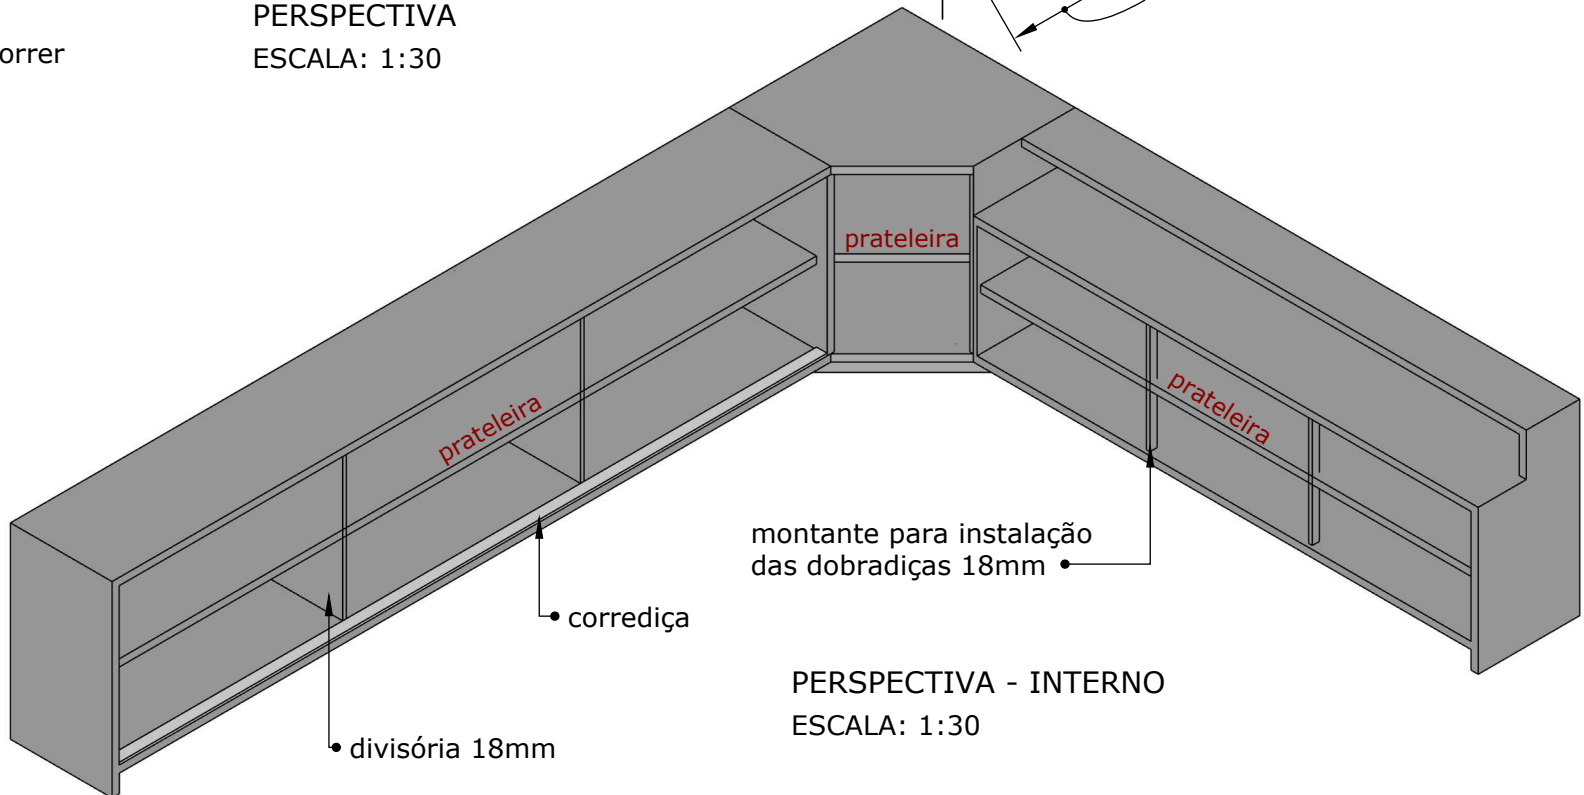 PERSPECTIVA
ESCALA: 1:30
orrer
prateleira
prateleira
prateleira
montante para instalação
das dobradiças 18mm
corrediça
divisória 18mm
PERSPECTIVA - INTERNO
ESCALA: 1:30